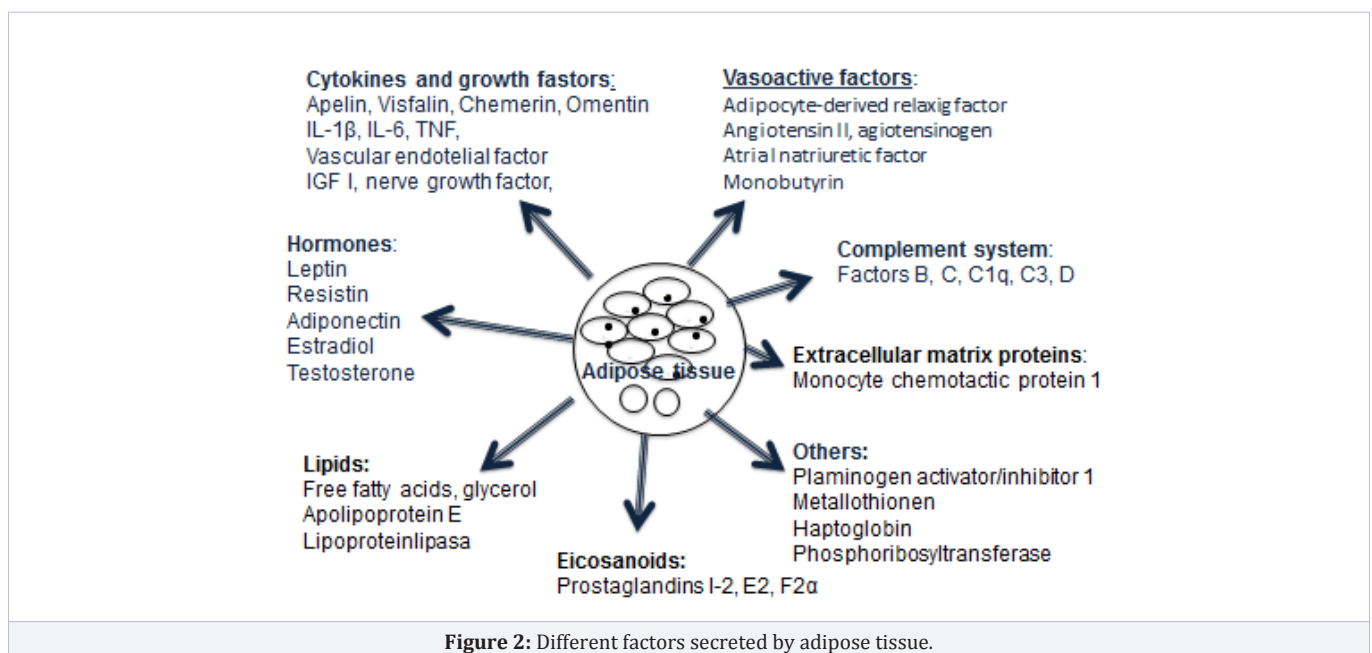 Cytokines and growth fastors:
Apelin, Visfalin, Chemerin, Omentin
IL-1β, IL-6, TNF,
Vascular endotelial factor
IGF I, nerve growth factor,
Vasoactive factors:
Adipocyte-derived relaxig factor
Angiotensin II, agiotensinogen
Atrial natriuretic factor
Monobutyrin
Hormones:
Leptin
Resistin
Adiponectin
Estradiol
Testosterone
Complement system:
Factors B, C, C1q, C3, D
Adipose tissue
Extracellular matrix proteins:
Monocyte chemotactic protein 1
Lipids:
Free fatty acids, glycerol
Apolipoprotein E
Lipoproteinlipasa
Eicosanoids:
Prostaglandins I-2, E2, F2α
Others:
Plaminogen activator/inhibitor 1
Metallothionen
Haptoglobin
Phosphoribosyltransferase
Figure 2: Different factors secreted by adipose tissue.